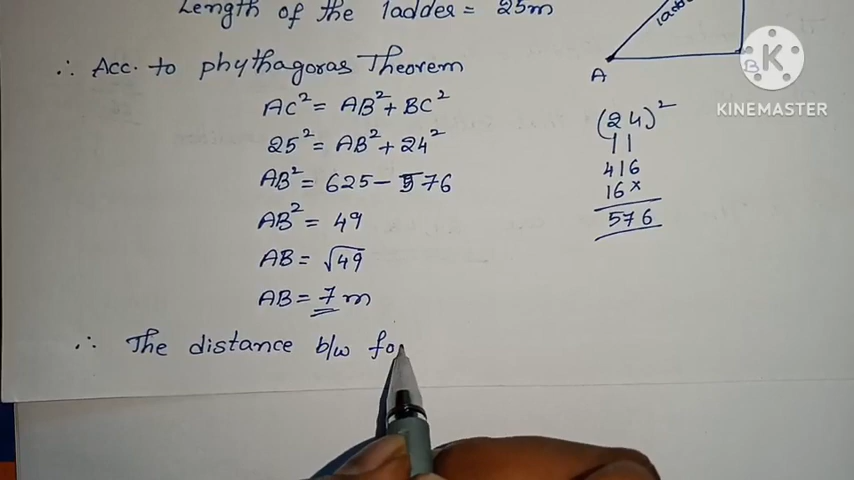 Length of the ladder = 25m
∴ Acc. to phythagoras Theorem
AC² = AB² + BC²
25² = AB² + 24²
AB² = 625 - 576
AB² = 49
AB = √49
AB = 7 m
∴ The distance b/w fo
A
B
K
KINEMASTER
(24)²
11
416
16×
576